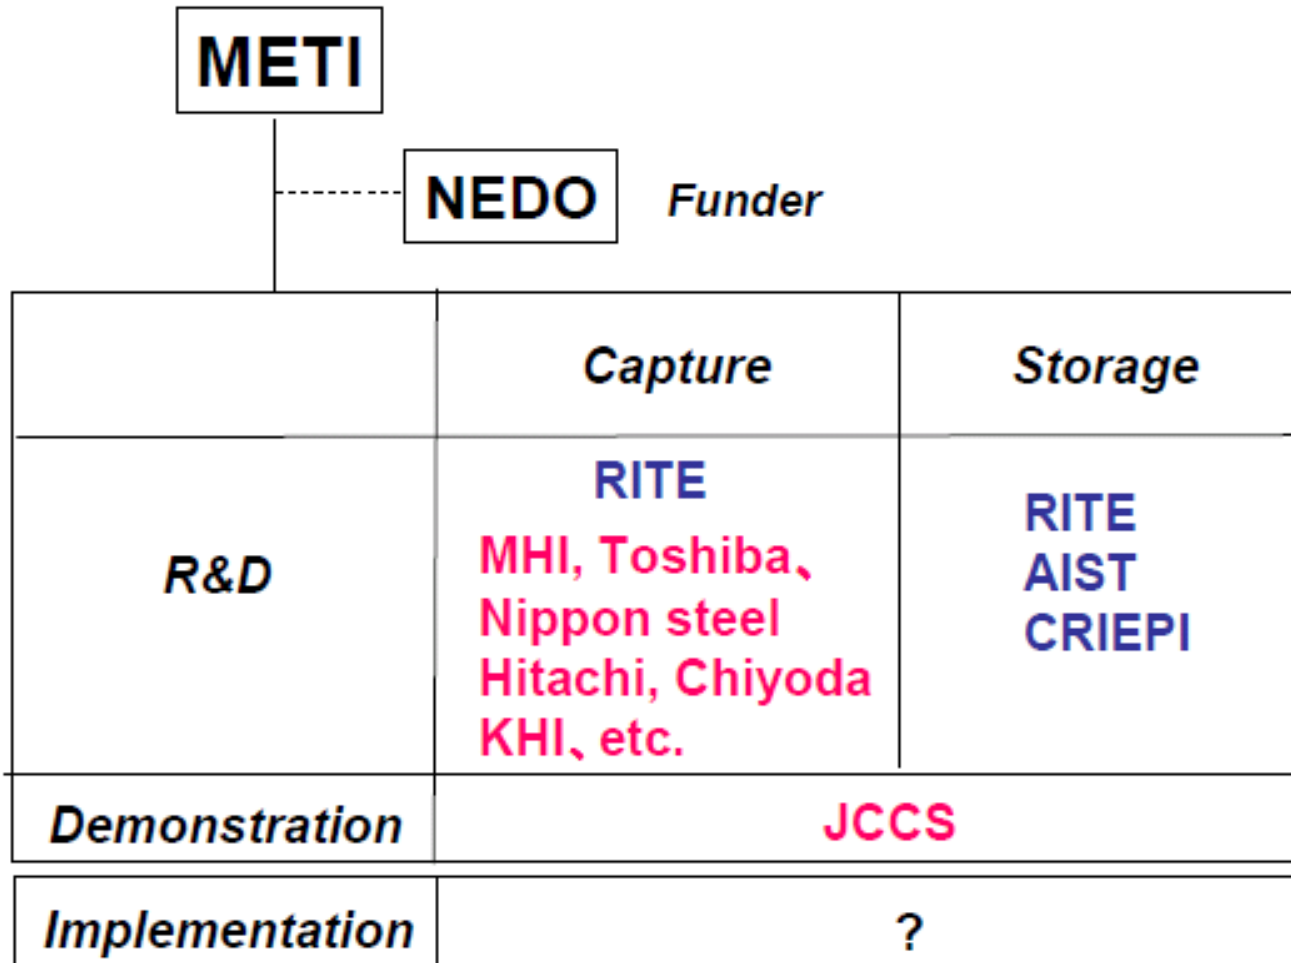 METI
NEDO Funder
Capture Storage
R&D
RITE
MHI, Toshiba、
Nippon steel
Hitachi, Chiyoda
KHI、etc.
RITE
AIST
CRIEPI
Demonstration JCCS
Implementation ?